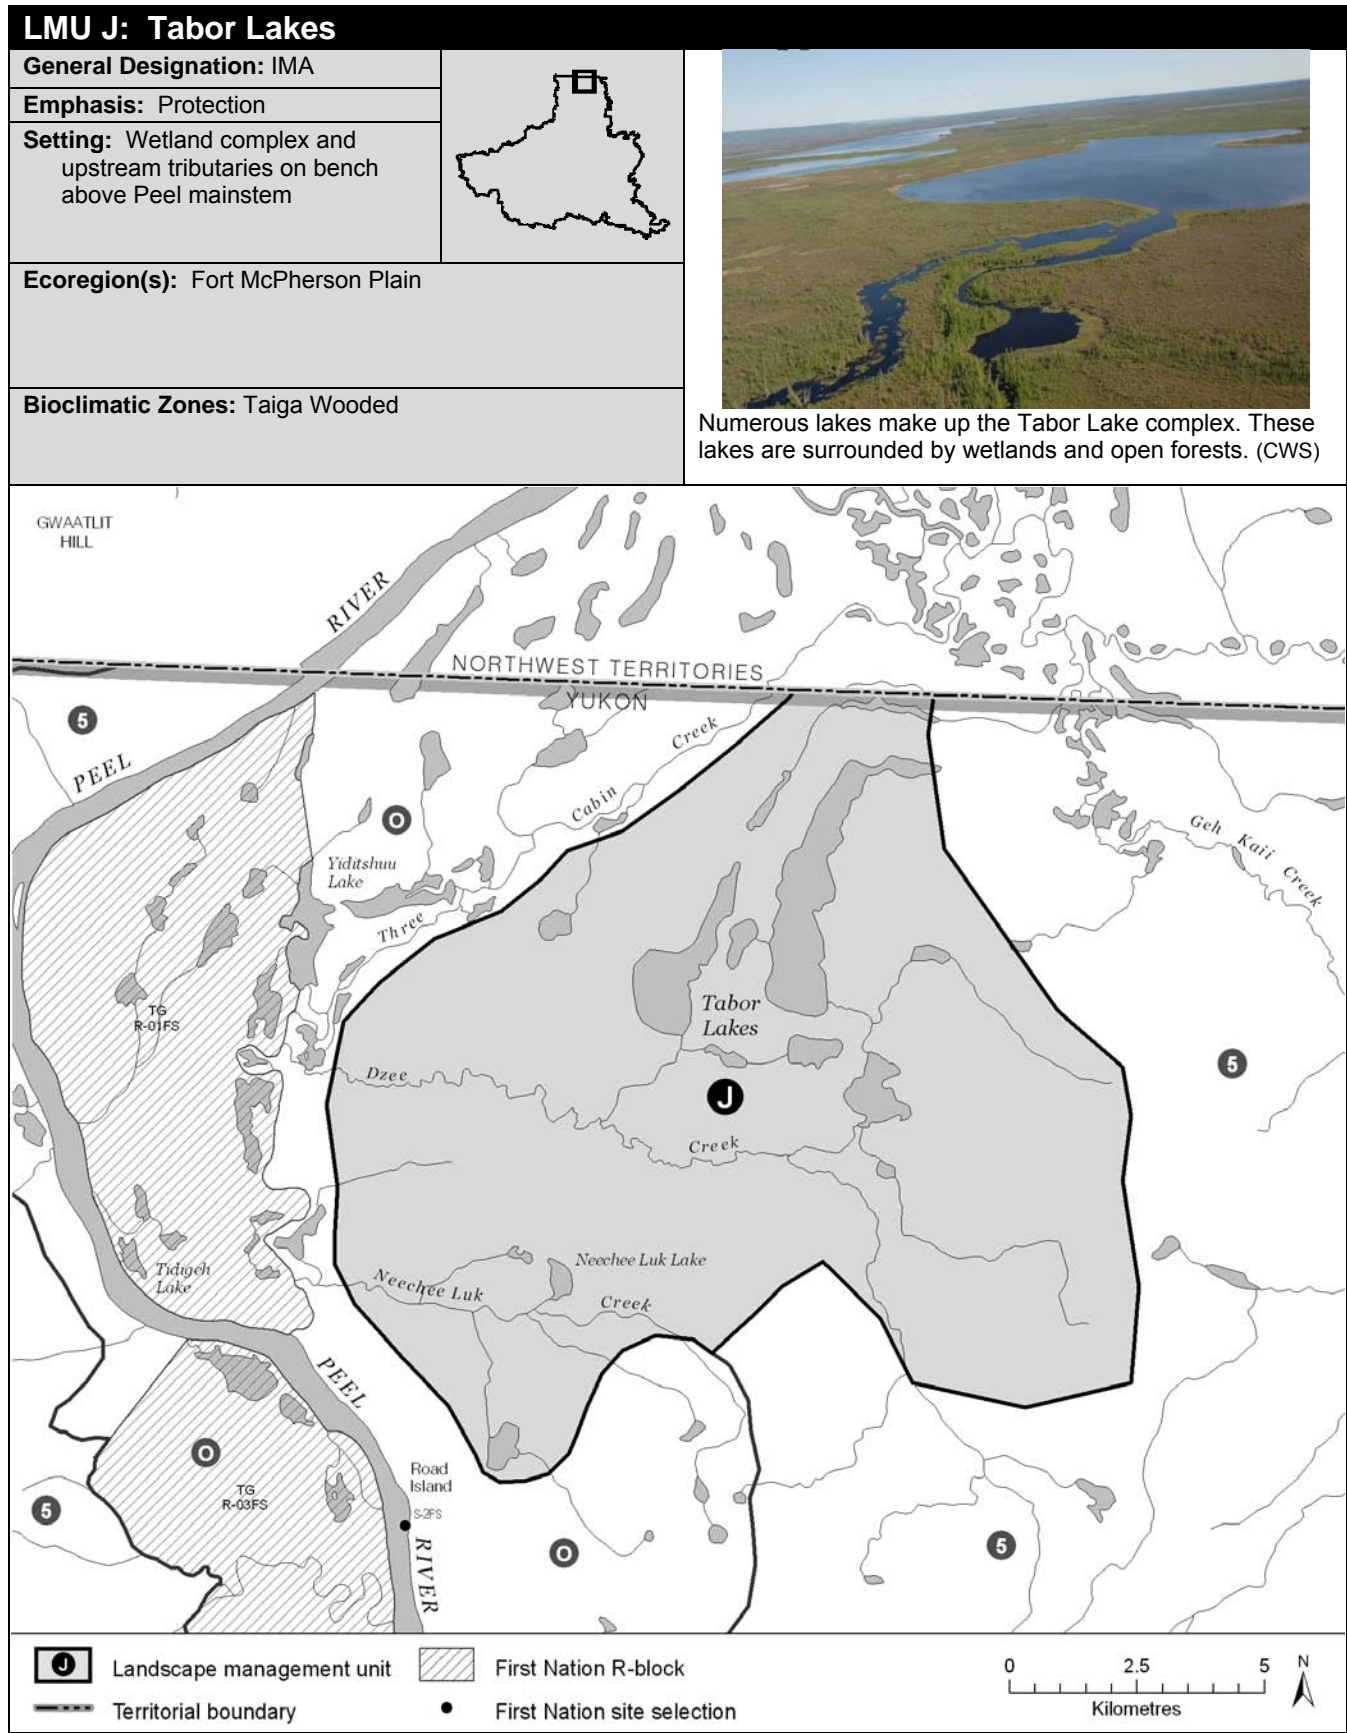 LMU J: Tabor Lakes
General Designation: IMA
Emphasis: Protection
Setting: Wetland complex and
upstream tributaries on bench
above Peel mainstem
Ecoregion(s): Fort McPherson Plain
Bioclimatic Zones: Taiga Wooded
Numerous lakes make up the Tabor Lake complex. These
lakes are surrounded by wetlands and open forests. (CWS)
GWAATLIT
HILL
RIVER
NORTHWEST TERRITORIES
YUKON
5
PEEL
Creek
Cabin
O
Geh Kaii Creek
Yiditshuu
Lake
Three
Tabor
Lakes
TG
R-01FS
5
Dzee
J
Creek
Tidigeh
Lake
Neechee Luk Lake
Neechee Luk
Creek
PEEL
O
TG
R-03FS
Road
Island
S-2FS
5
RIVER
O
5
J Landscape management unit
First Nation R-block
Territorial boundary
First Nation site selection
0 2.5 5
Kilometres
N